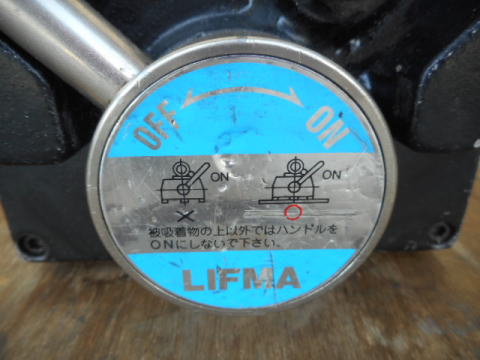 OFF ON
ON ON
× ○
被吸着物の上以外ではハンドルを
ONにしないで下さい。
LIFMA